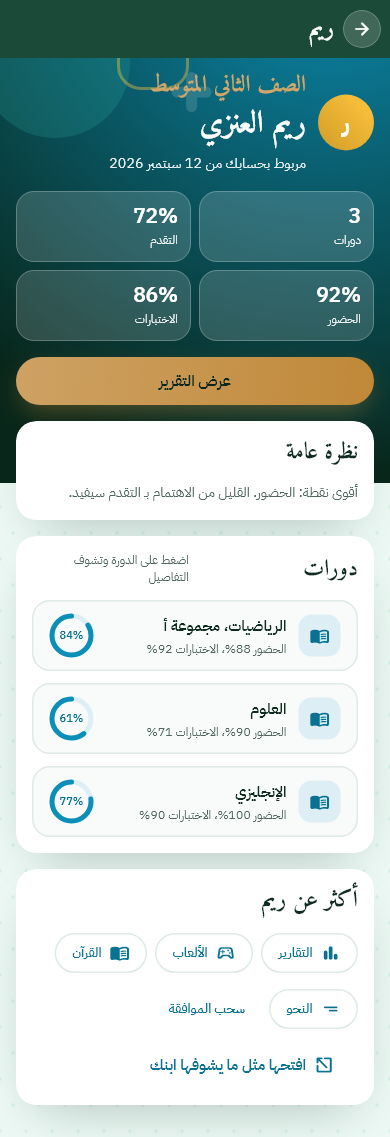 ريم
الصف الثاني المتوسط
ر
ريم العنزي
مربوط بحسابك من 12 سبتمبر 2026
3
دورات
72%
التقدم
92%
الحضور
86%
الاختبارات
عرض التقرير
نظرة عامة
أقوى نقطة: الحضور. القليل من الاهتمام بـ التقدم سيفيد.
دورات
اضغط على الدورة وتشوف
التفاصيل
الرياضيات، مجموعة أ
الحضور 88%، الاختبارات 92%
84%
العلوم
الحضور 90%، الاختبارات 71%
61%
الإنجليزي
الحضور 100%، الاختبارات 90%
77%
أكثر عن ريم
التقارير
الألعاب
القرآن
النحو
سحب الموافقة
افتحها مثل ما يشوفها ابنك